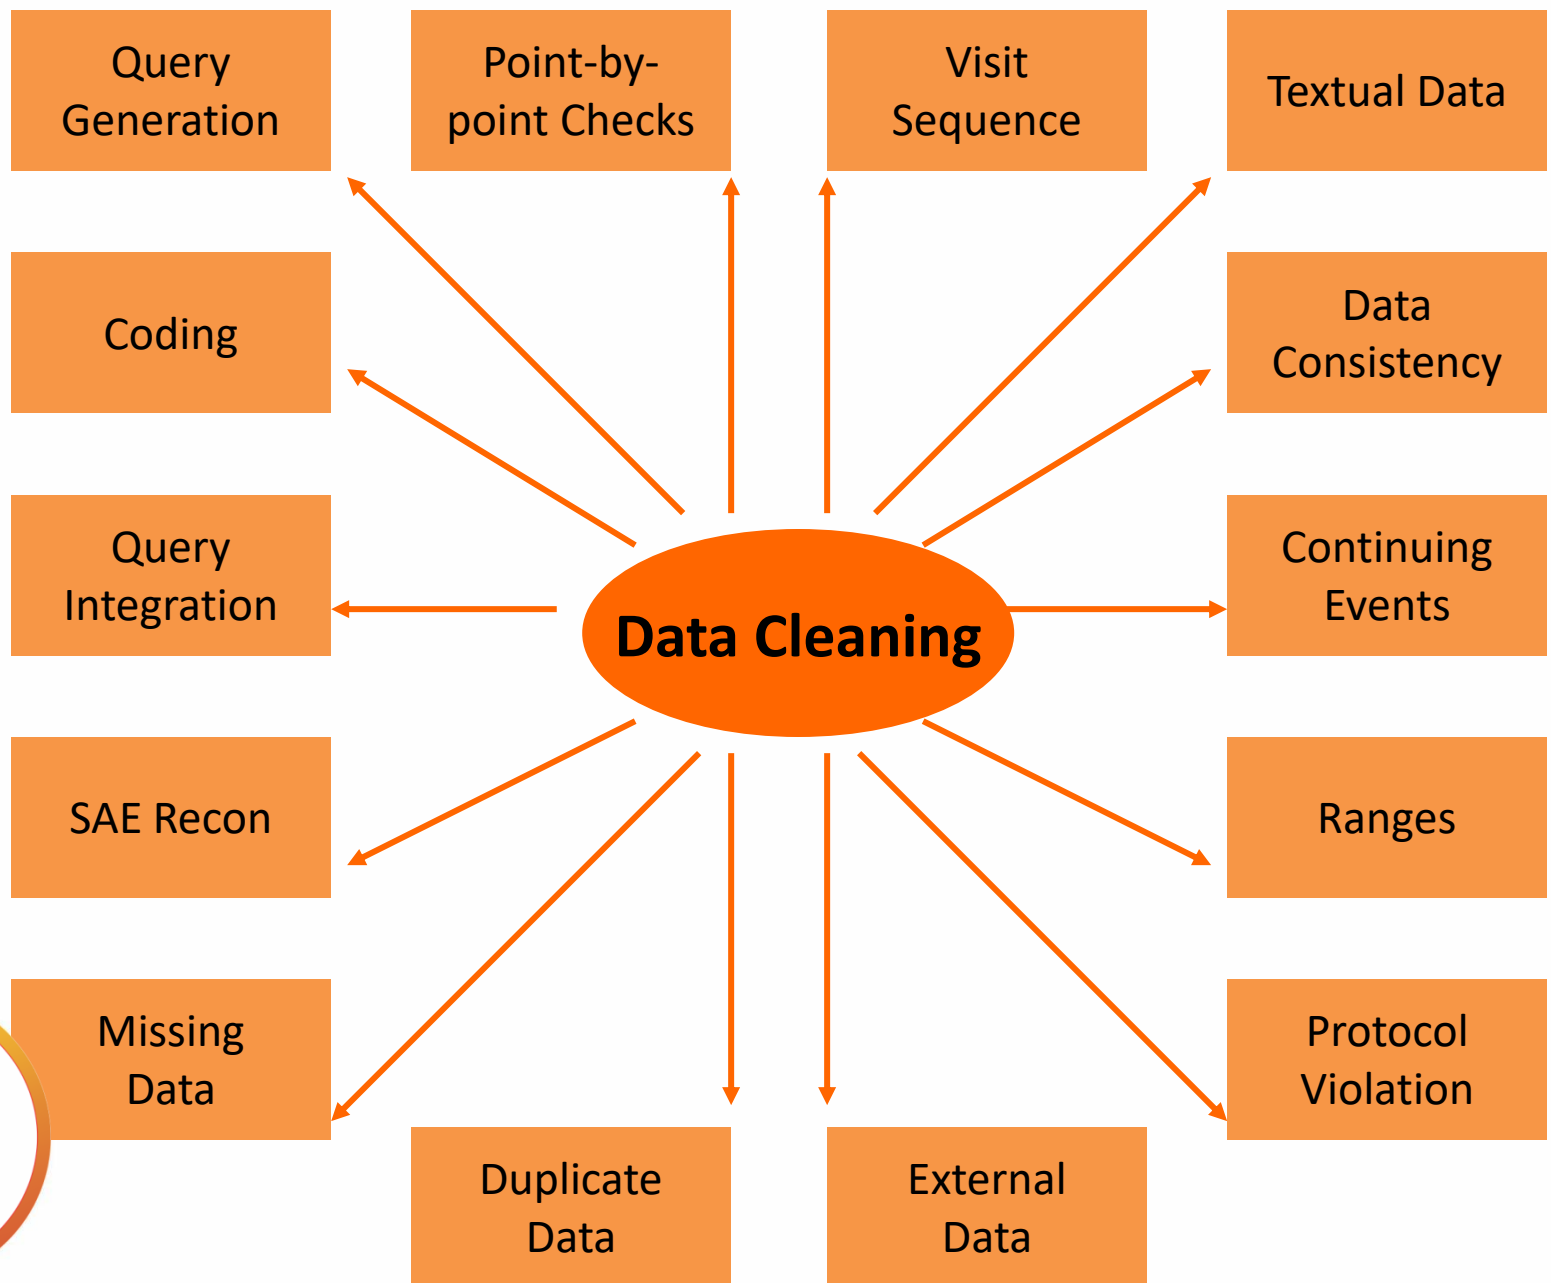 Query
Generation
Point-by-
point Checks
Visit
Sequence
Textual Data
Coding
Data
Consistency
Query
Integration
Data Cleaning
Continuing
Events
SAE Recon
Ranges
Missing
Data
Protocol
Violation
Duplicate
Data
External
Data